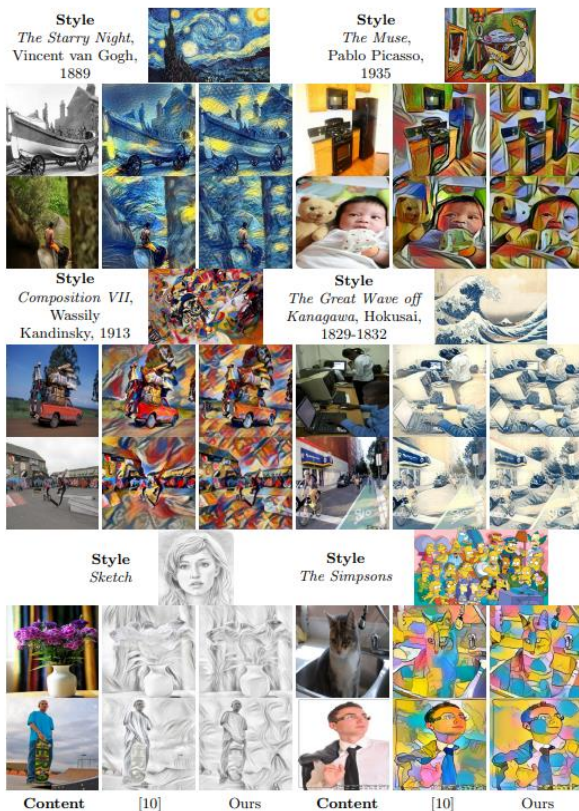 Style
The Starry Night,
Vincent van Gogh,
1889
Style
The Muse,
Pablo Picasso,
1935
Style
Composition VII,
Wassily
Kandinsky, 1913
Style
The Great Wave off
Kanagawa, Hokusai,
1829-1832
Style
Sketch
Style
The Simpsons
Content [10] Ours Content [10] Ours